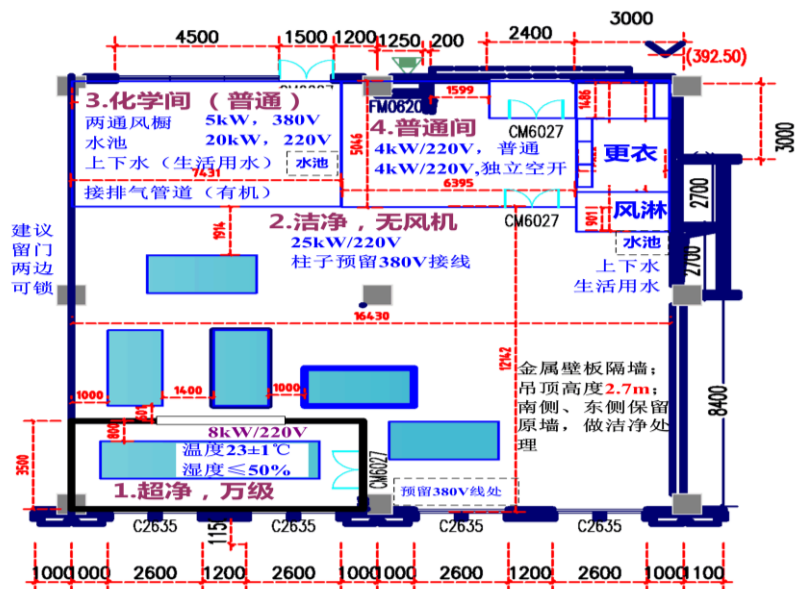 3000
4500
1500
1200
1250
200
2400
(392.50)
3.化学间 （普通）
两通风橱 5kW，380V
水池 20kW，220V
上下水（生活用水）
水池
7431
接排气管道（有机）
FM0620
1599
1486
CM6027
4.普通间
4kW/220V，普通
4kW/220V,独立空开
5046
6395
CM6027
更衣
风淋
901
3000
2700
2700
水池
上下水
生活用水
建议
留门
两边
可锁
2.洁净，无风机
25kW/220V
柱子预留380V接线
1914
16430
12142
金属壁板隔墙；
吊顶高度2.7m；
南侧、东侧保留
原墙，做洁净处
理
8400
1000
1400
1000
601
800
3500
8kW/220V
温度23±1℃
湿度≤50%
1.超净，万级
CM6027
预留380V线处
C2635
C2635
C2635
C2635
115
1000
1000
2600
1200
2600
1000
1000
2600
1200
2600
1000
1100